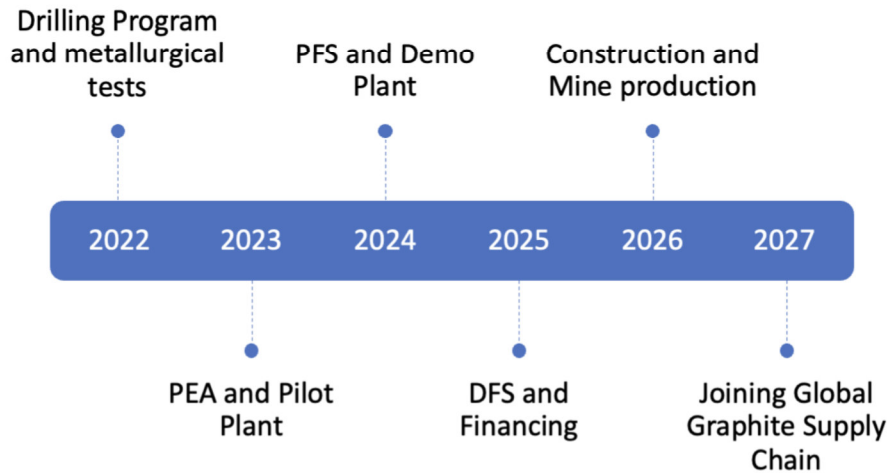 Drilling Program
and metallurgical
tests
PFS and Demo
Plant
Construction and
Mine production
2022 2023 2024 2025 2026 2027
PEA and Pilot
Plant
DFS and
Financing
Joining Global
Graphite Supply
Chain